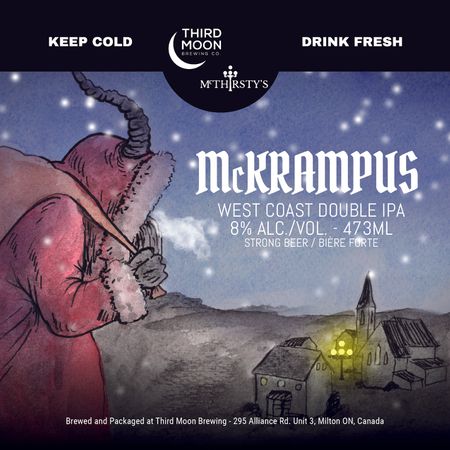 KEEP COLD
THIRD
MOON
BREWING CO.
McTHIRSTY'S
DRINK FRESH
McKRAMPUS
WEST COAST DOUBLE IPA
8% ALC./VOL. - 473ML
STRONG BEER / BIÈRE FORTE
Brewed and Packaged at Third Moon Brewing - 295 Alliance Rd. Unit 3, Milton ON, Canada